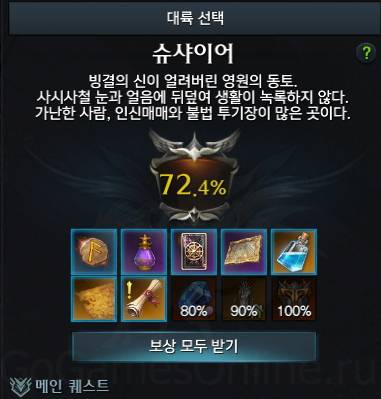 대륙 선택
슈샤이어
?
빙결의 신이 얼려버린 영원의 동토.
사시사철 눈과 얼음에 뒤덮여 생활이 녹록하지 않다.
가난한 사람, 인신매매와 불법 투기장이 많은 곳이다.
72.4%
!
80% 90% 100%
보상 모두 받기
GoGamesOnline.ru
메인 퀘스트